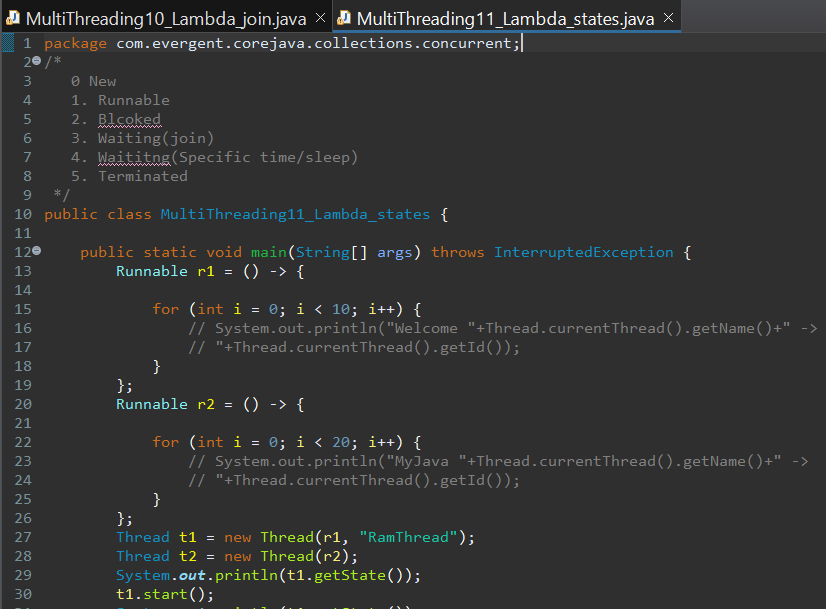 MultiThreading10_Lambda_join.java MultiThreading11_Lambda_states.java
1 package com.evergent.corejava.collections.concurrent;
2 /*
3 0 New
4 1. Runnable
5 2. Blcoked
6 3. Waiting(join)
7 4. Waititng(Specific time/sleep)
8 5. Terminated
9 */
10 public class MultiThreading11_Lambda_states {
11
12 public static void main(String[] args) throws InterruptedException {
13 Runnable r1 = () -> {
14
15 for (int i = 0; i < 10; i++) {
16 // System.out.println("Welcome "+Thread.currentThread().getName()+" ->
17 // "+Thread.currentThread().getId());
18 }
19 };
20 Runnable r2 = () -> {
21
22 for (int i = 0; i < 20; i++) {
23 // System.out.println("MyJava "+Thread.currentThread().getName()+" ->
24 // "+Thread.currentThread().getId());
25 }
26 };
27 Thread t1 = new Thread(r1, "RamThread");
28 Thread t2 = new Thread(r2);
29 System.out.println(t1.getState());
30 t1.start();